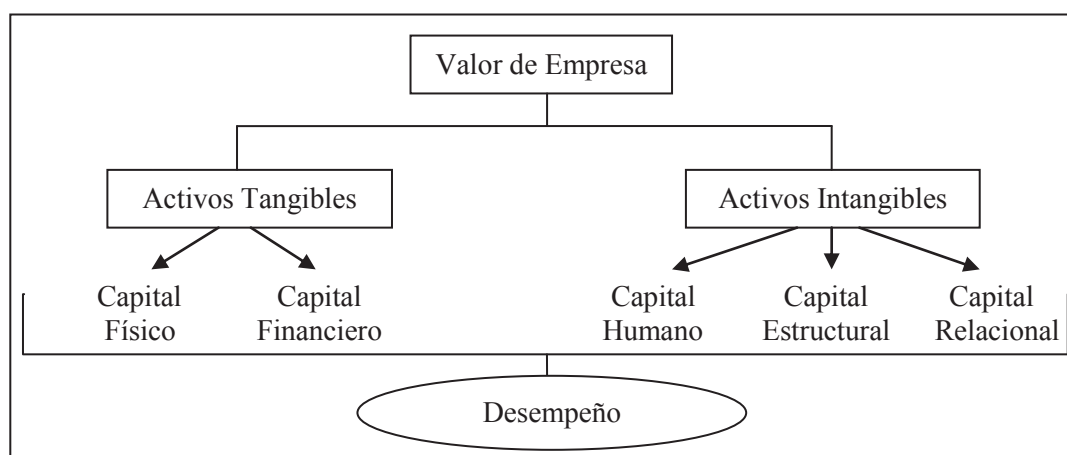 Valor de Empresa
Activos Tangibles
Activos Intangibles
Capital
Físico
Capital
Financiero
Capital
Humano
Capital
Estructural
Capital
Relacional
Desempeño